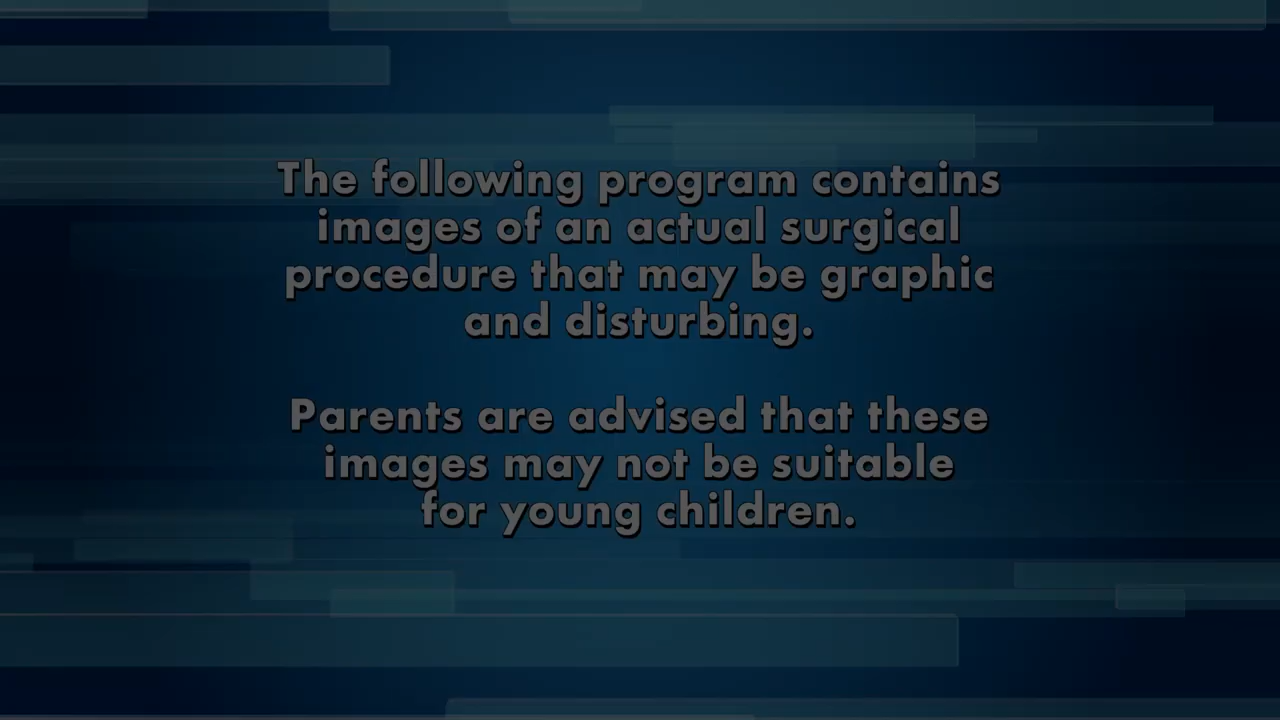 The following program contains
images of an actual surgical
procedure that may be graphic
and disturbing.
Parents are advised that these
images may not be suitable
for young children.